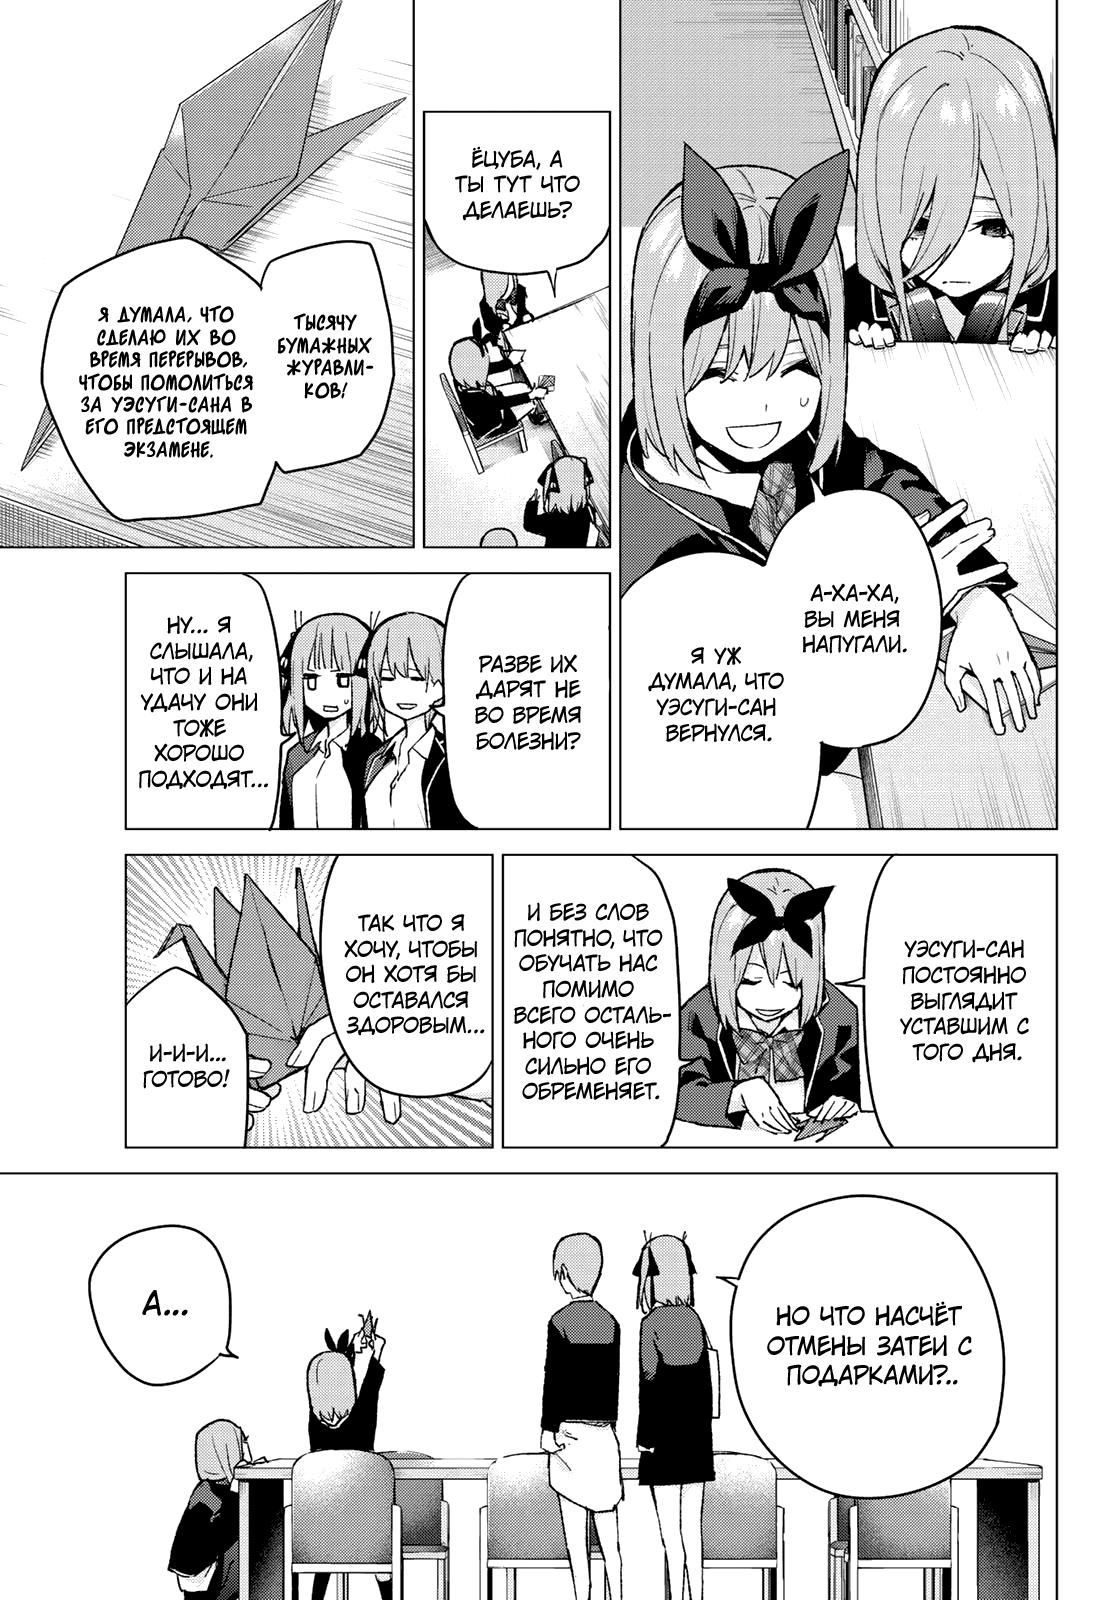 А-ХА-ХА,
ВЫ МЕНЯ
НАПУГАЛИ.
Я УЖ
ДУМАЛА, ЧТО
УЭСУГИ-САН
ВЕРНУЛСЯ.
ЁЦУБА, А
ТЫ ТУТ ЧТО
ДЕЛАЕШЬ?
ТЫСЯЧУ
БУМАЖНЫХ
ЖУРАВЛИ-
КОВ!
Я ДУМАЛА, ЧТО
СДЕЛАЮ ИХ ВО
ВРЕМЯ ПЕРЕРЫВОВ,
ЧТОБЫ ПОМОЛИТЬСЯ
ЗА УЭСУГИ-САНА В
ЕГО ПРЕДСТОЯЩЕМ
ЭКЗАМЕНЕ.
РАЗВЕ ИХ
ДАРЯТ НЕ
ВО ВРЕМЯ
БОЛЕЗНИ?
НУ... Я
СЛЫШАЛА,
ЧТО И НА
УДАЧУ ОНИ
ТОЖЕ
ХОРОШО
ПОДХОДЯТ...
УЭСУГИ-САН
ПОСТОЯННО
ВЫГЛЯДИТ
УСТАВШИМ С
ТОГО ДНЯ.
И БЕЗ СЛОВ
ПОНЯТНО, ЧТО
ОБУЧАТЬ НАС
ПОМИМО
ВСЕГО ОСТАЛЬ-
НОГО ОЧЕНЬ
СИЛЬНО ЕГО
ОБРЕМЕНЯЕТ.
ТАК ЧТО Я
ХОЧУ, ЧТОБЫ
ОН ХОТЯ БЫ
ОСТАВАЛСЯ
ЗДОРОВЫМ...
И-И-И...
ГОТОВО!
НО ЧТО НАСЧЁТ
ОТМЕНЫ ЗАТЕИ С
ПОДАРКАМИ?..
А...